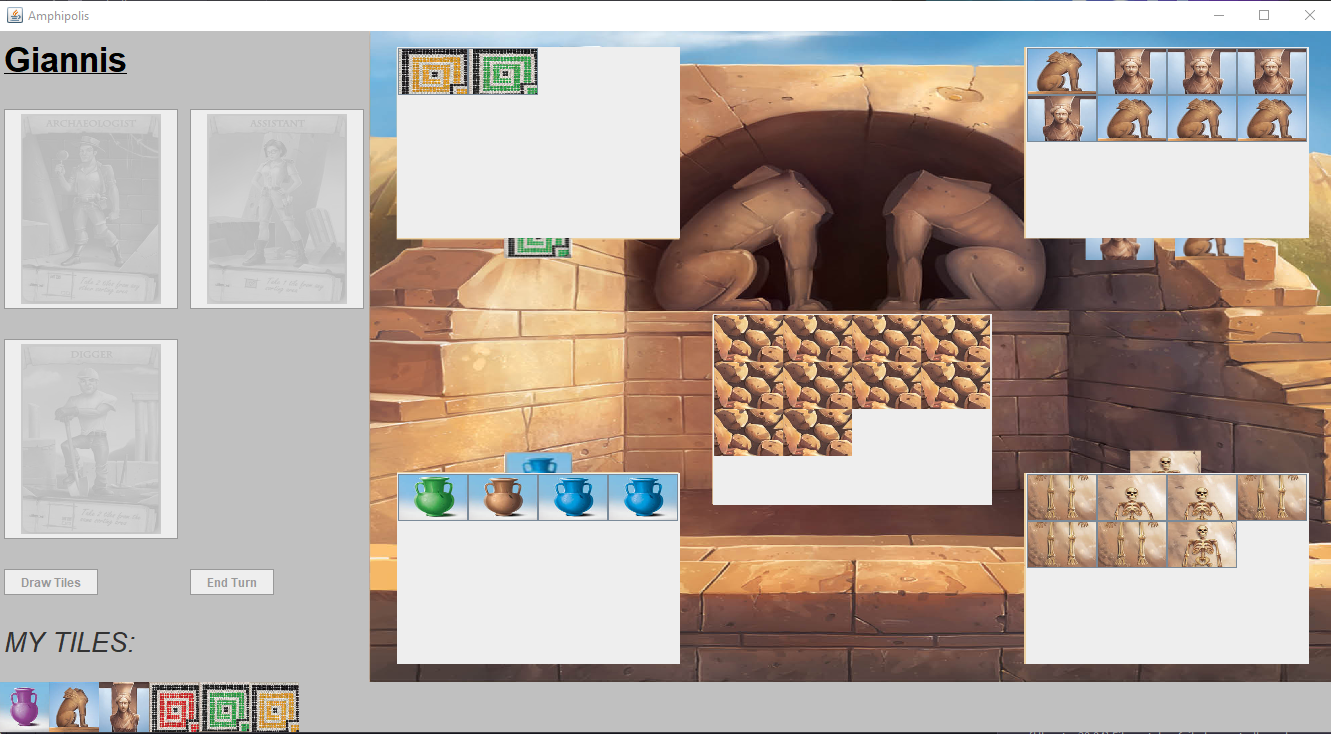 Amphipolis
Giannis
ARCHAEOLOGIST
ASSISTANT
DIGGER
Draw Tiles
End Turn
MY TILES: